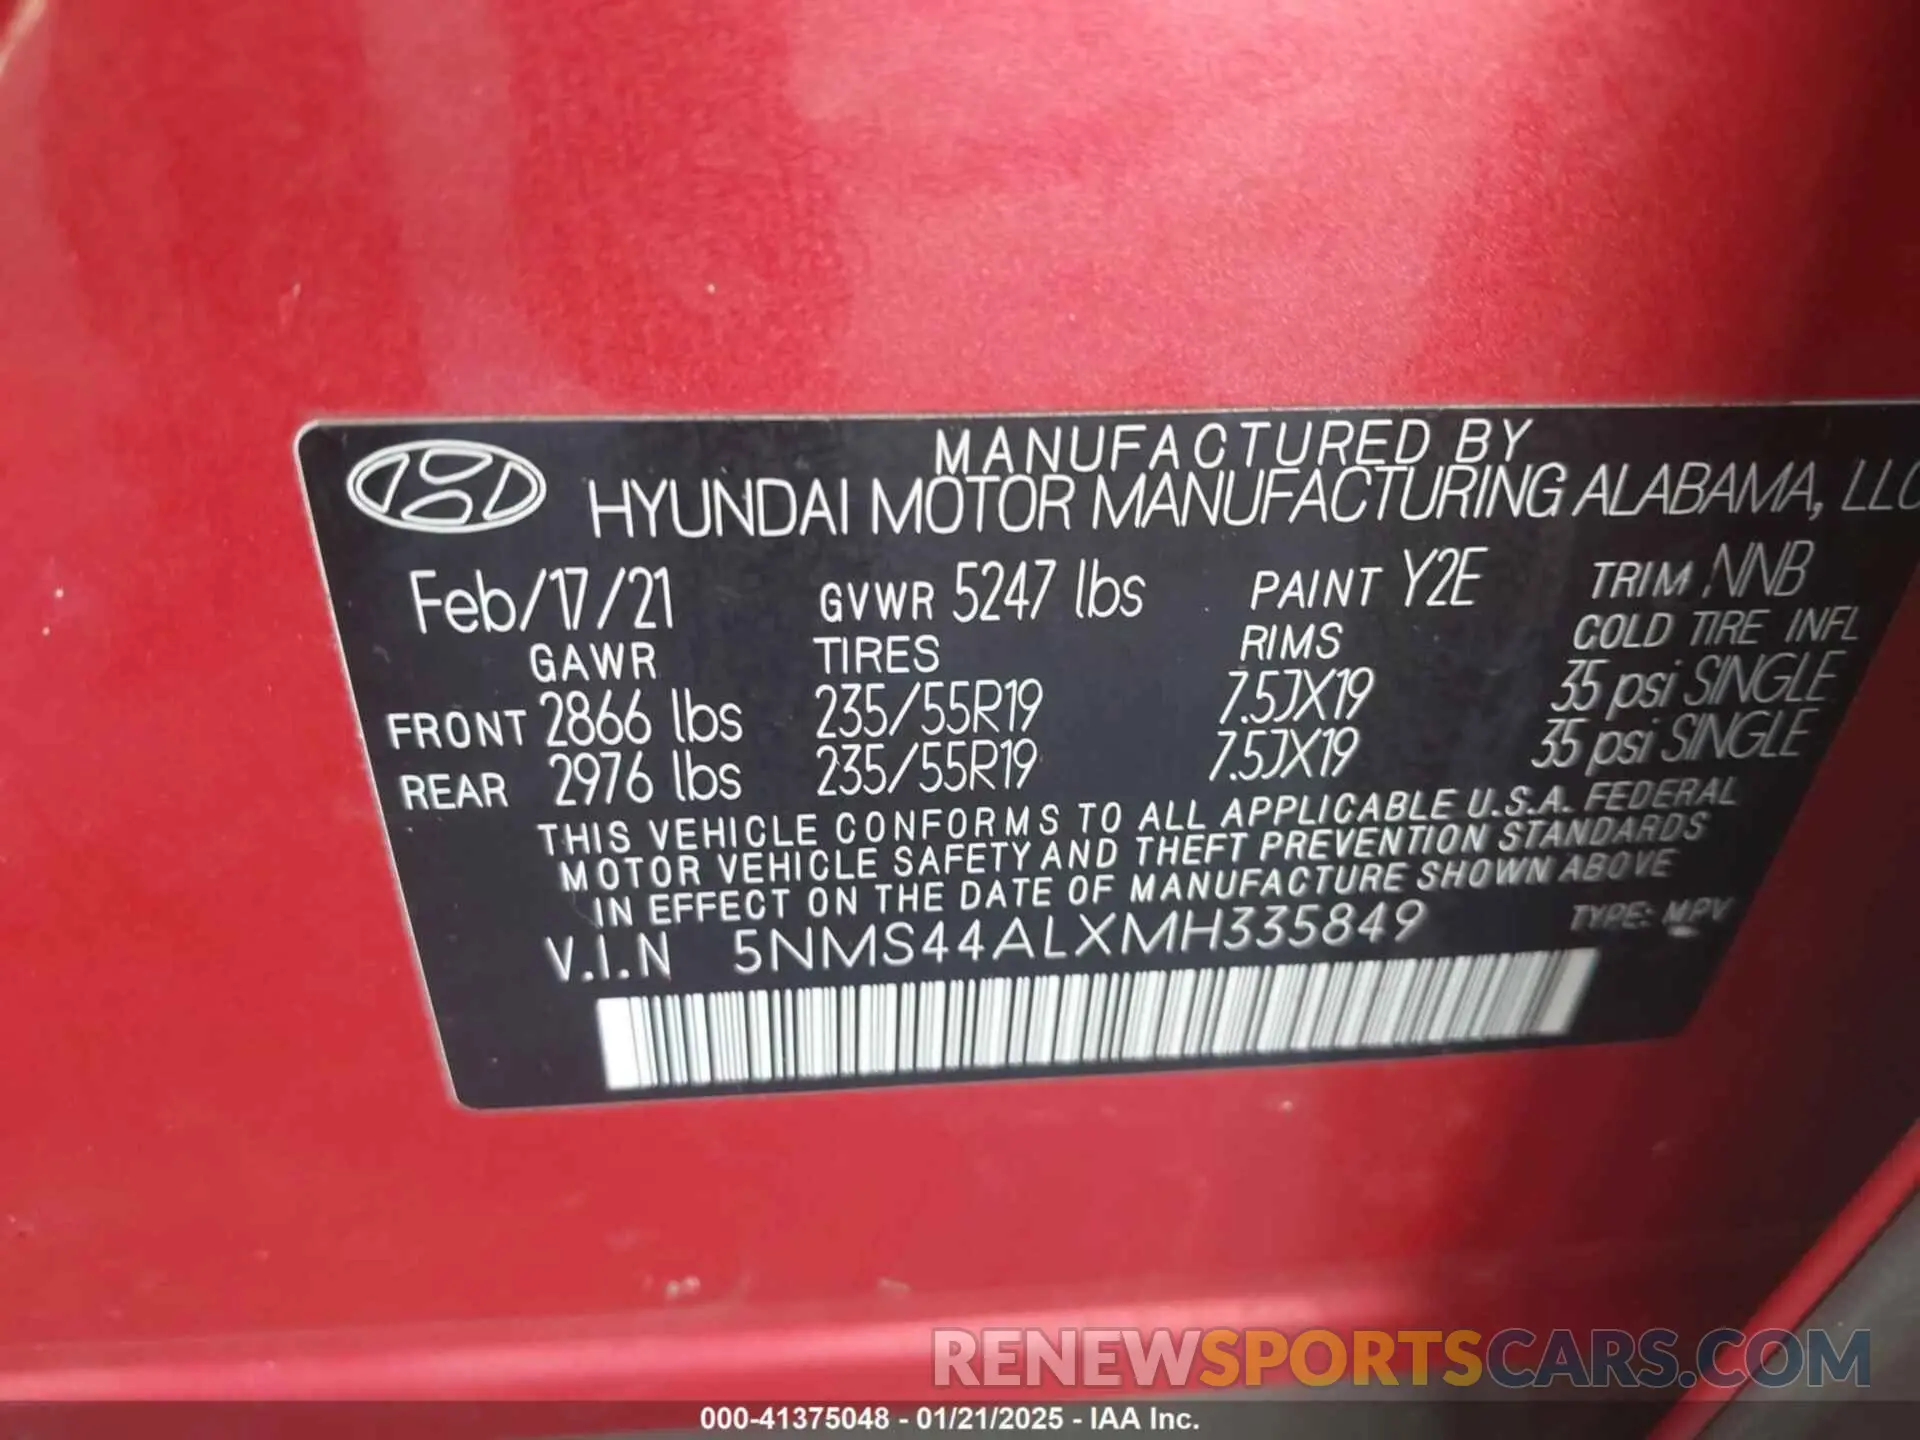 MANUFACTURED BY
HYUNDAI MOTOR MANUFACTURING ALABAMA, LLC
Feb/17/21 GVWR 5247 lbs PAINT Y2E TRIM NNB
GAWR TIRES RIMS COLD TIRE INFL
FRONT 2866 lbs 235/55R19 7.5JX19 35 psi SINGLE
REAR 2976 lbs 235/55R19 7.5JX19 35 psi SINGLE
THIS VEHICLE CONFORMS TO ALL APPLICABLE U.S.A. FEDERAL
MOTOR VEHICLE SAFETY AND THEFT PREVENTION STANDARDS
IN EFFECT ON THE DATE OF MANUFACTURE SHOWN ABOVE
V.I.N 5NMS44ALXMH335849 TYPE: MPV
RENEWSPORTSCARS.COM
000-41375048 - 01/21/2025 - IAA Inc.